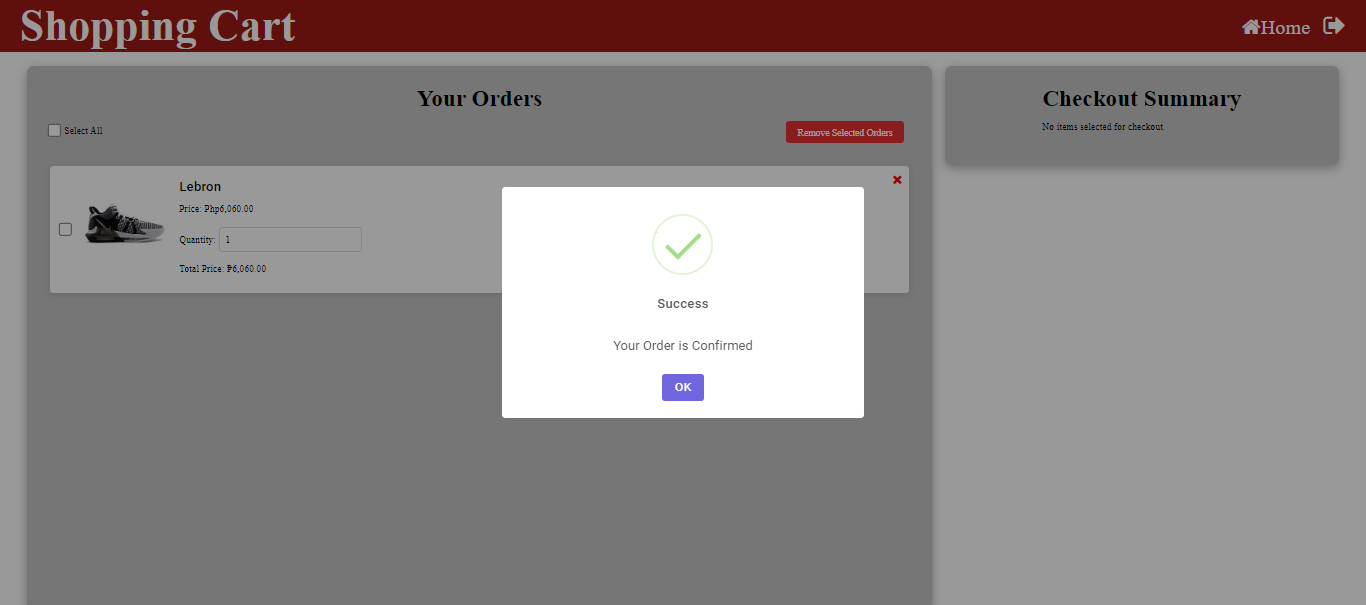 Shopping Cart
Home
Your Orders
Select All
Remove Selected Orders
Lebron
Price: Php6,060.00
Quantity: 1
Total Price: ₱6,060.00
Checkout Summary
No items selected for checkout.
Success
Your Order is Confirmed
OK